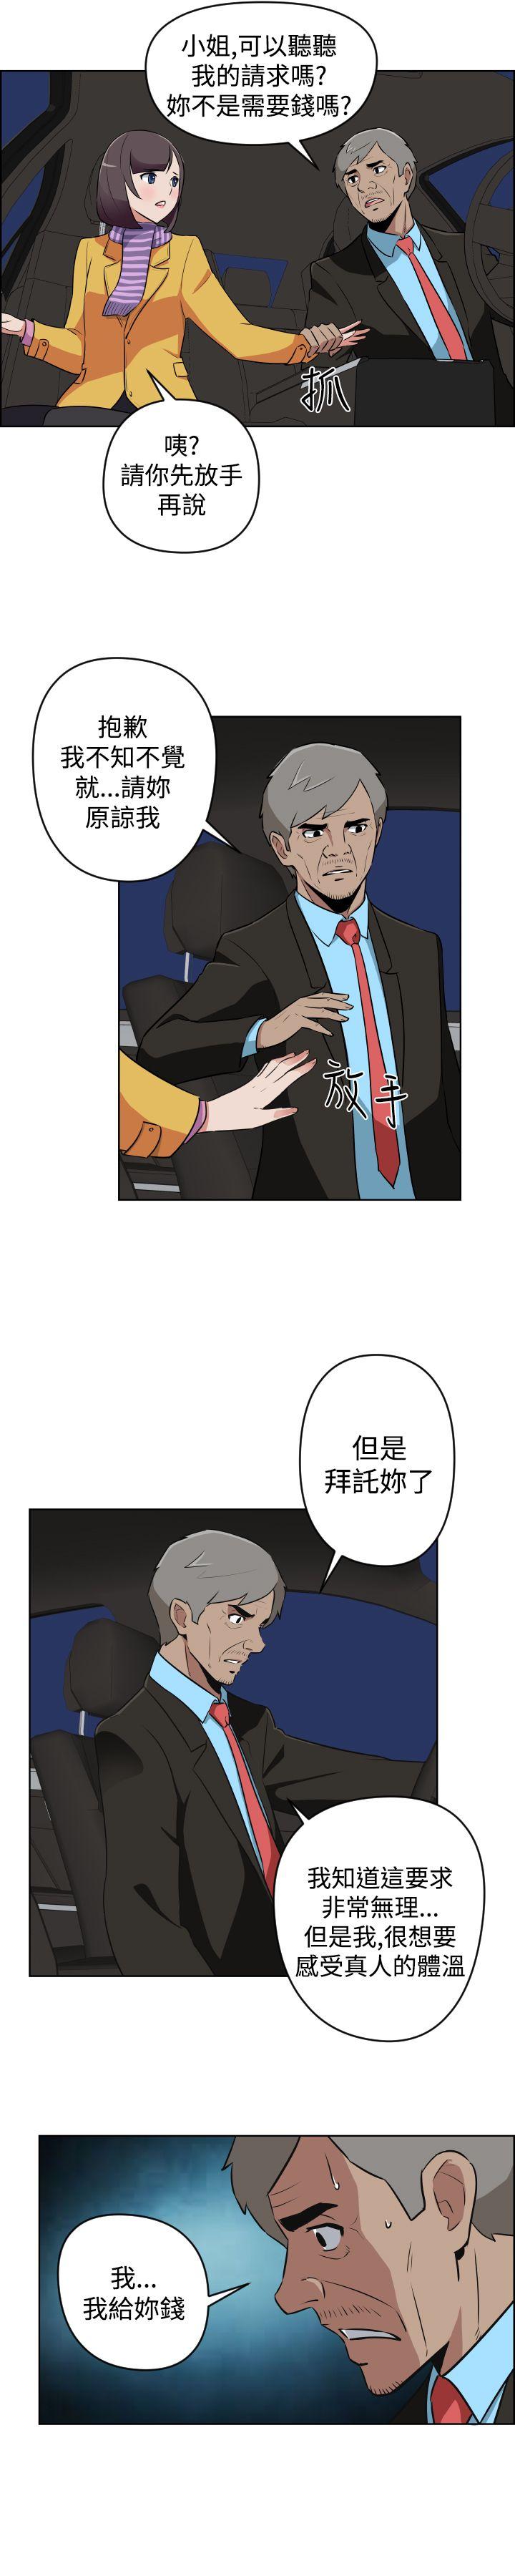 小姐,可以聽聽
我的請求嗎?
妳不是需要錢嗎?
抓
咦?
請你先放手
再說
抱歉
我不知不覺
就...請妳
原諒我
放手
但是
拜託妳了
我知道這要求
非常無理...
但是我,很想要
感受真人的體溫
我...
我給妳錢